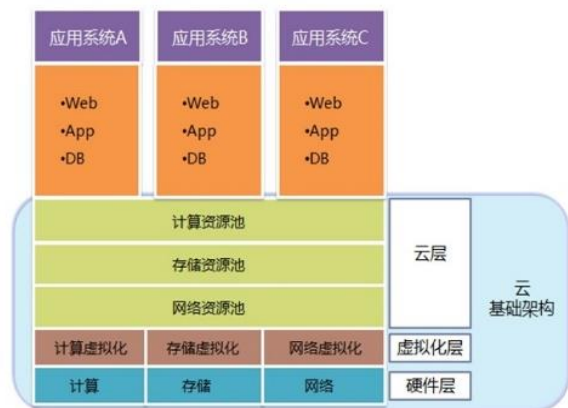 应用系统A 应用系统B 应用系统C
•Web •Web •Web
•App •App •App
•DB •DB •DB
计算资源池
存储资源池
网络资源池
云层
云
基础架构
计算虚拟化 存储虚拟化 网络虚拟化 虚拟化层
计算 存储 网络 硬件层